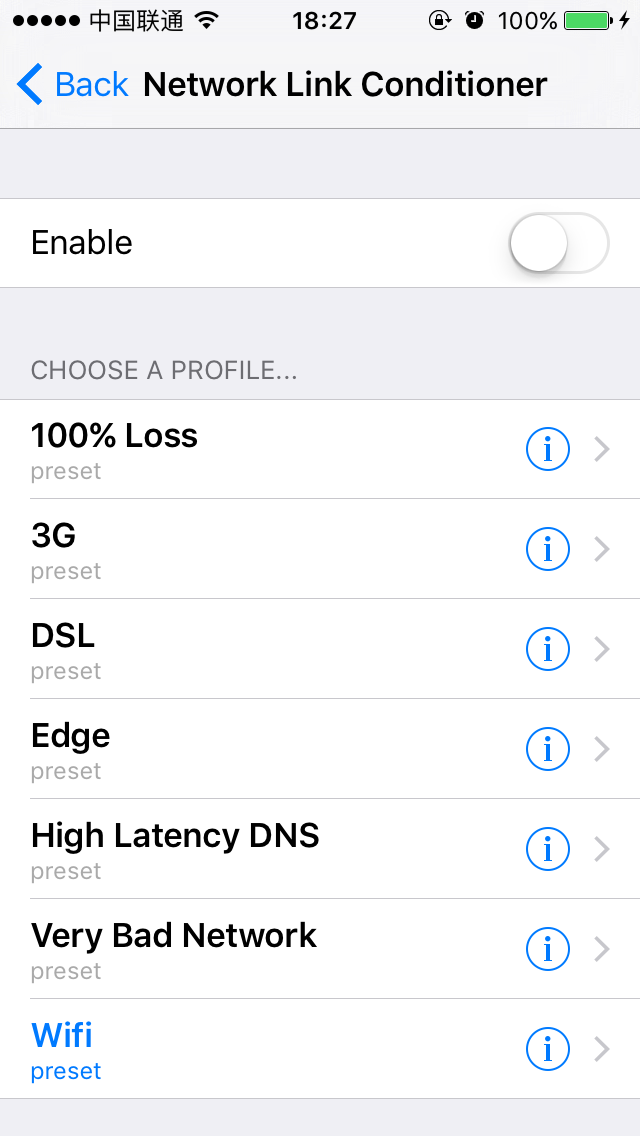 中国联通 18:27 100%
Back Network Link Conditioner
Enable
CHOOSE A PROFILE...
100% Loss
preset
3G
preset
DSL
preset
Edge
preset
High Latency DNS
preset
Very Bad Network
preset
Wifi
preset